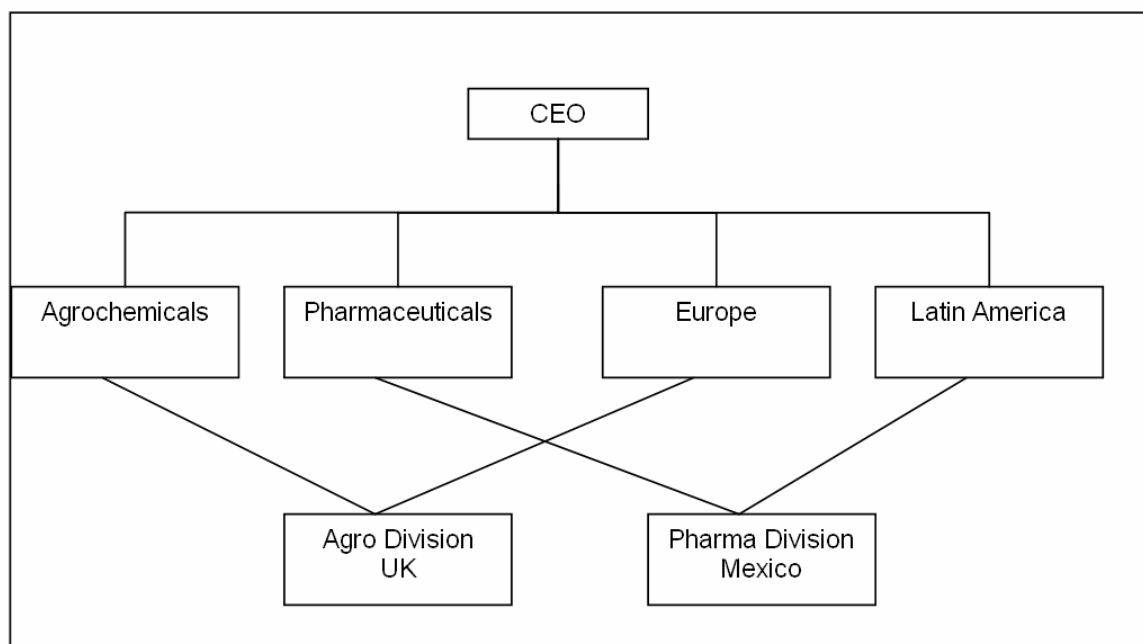 CEO
Agrochemicals
Pharmaceuticals
Europe
Latin America
Agro Division
UK
Pharma Division
Mexico